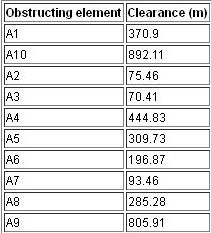 Obstructing element Clearance (m)
A1 370.9
A10 892.11
A2 75.46
A3 70.41
A4 444.83
A5 309.73
A6 196.87
A7 93.46
A8 285.28
A9 805.91